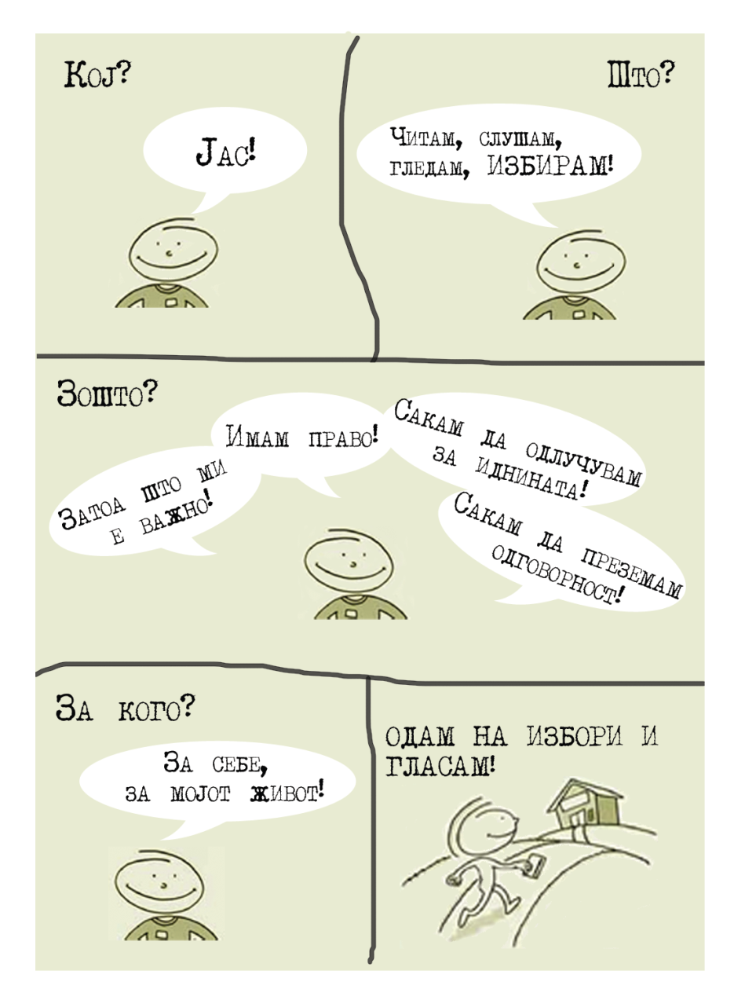 Кој?
Јас!
Што?
Читам, слушам,
гледам, ИЗБИРАМ!
Зошто?
Затоа што ми
е важно!
Имам право!
Сакам да одлучувам
за иднината!
Сакам да преземам
одговорност!
За кого?
За себе,
за мојот живот!
ОДАМ НА ИЗБОРИ И
ГЛАСАМ!